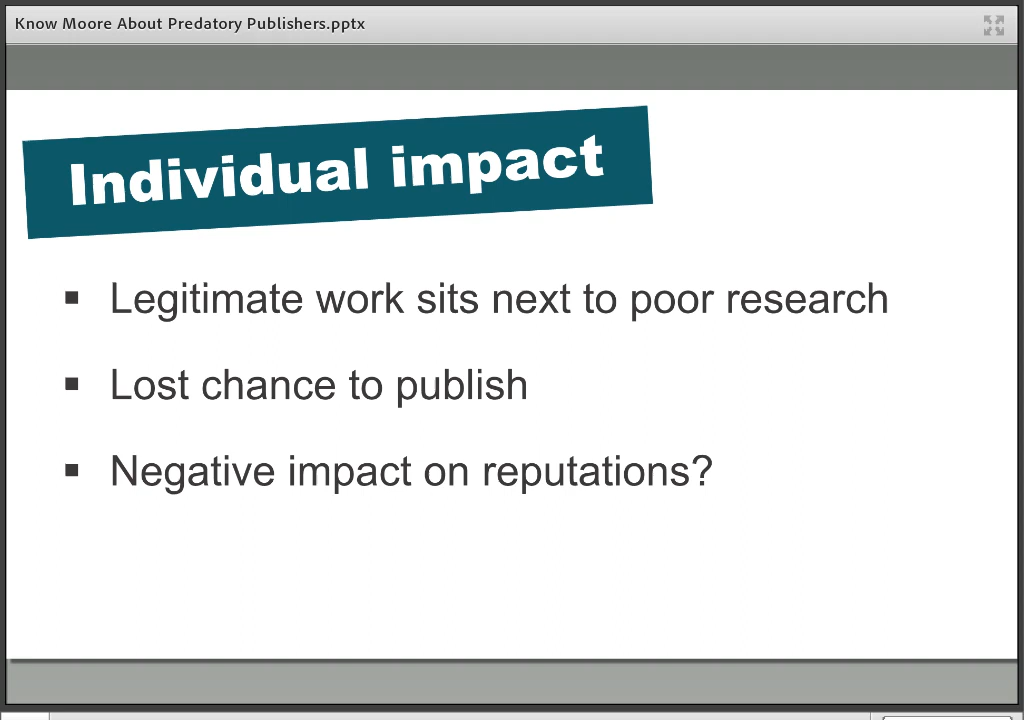 Know Moore About Predatory Publishers.pptx
Individual impact
▪ Legitimate work sits next to poor research
▪ Lost chance to publish
▪ Negative impact on reputations?